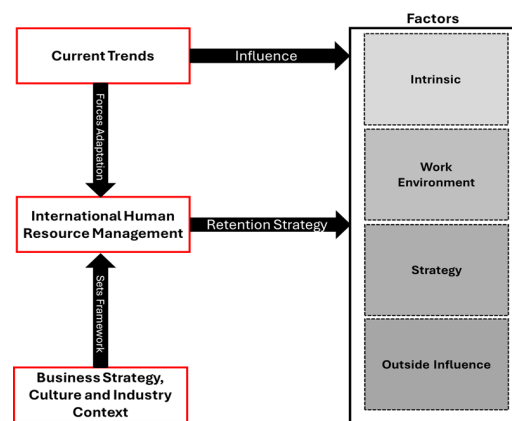 Factors
Current Trends
Influence
Intrinsic
Forces Adaptation
Work
Environment
International Human
Resource Management
Retention Strategy
Strategy
Sets Framework
Outside Influence
Business Strategy,
Culture and Industry
Context